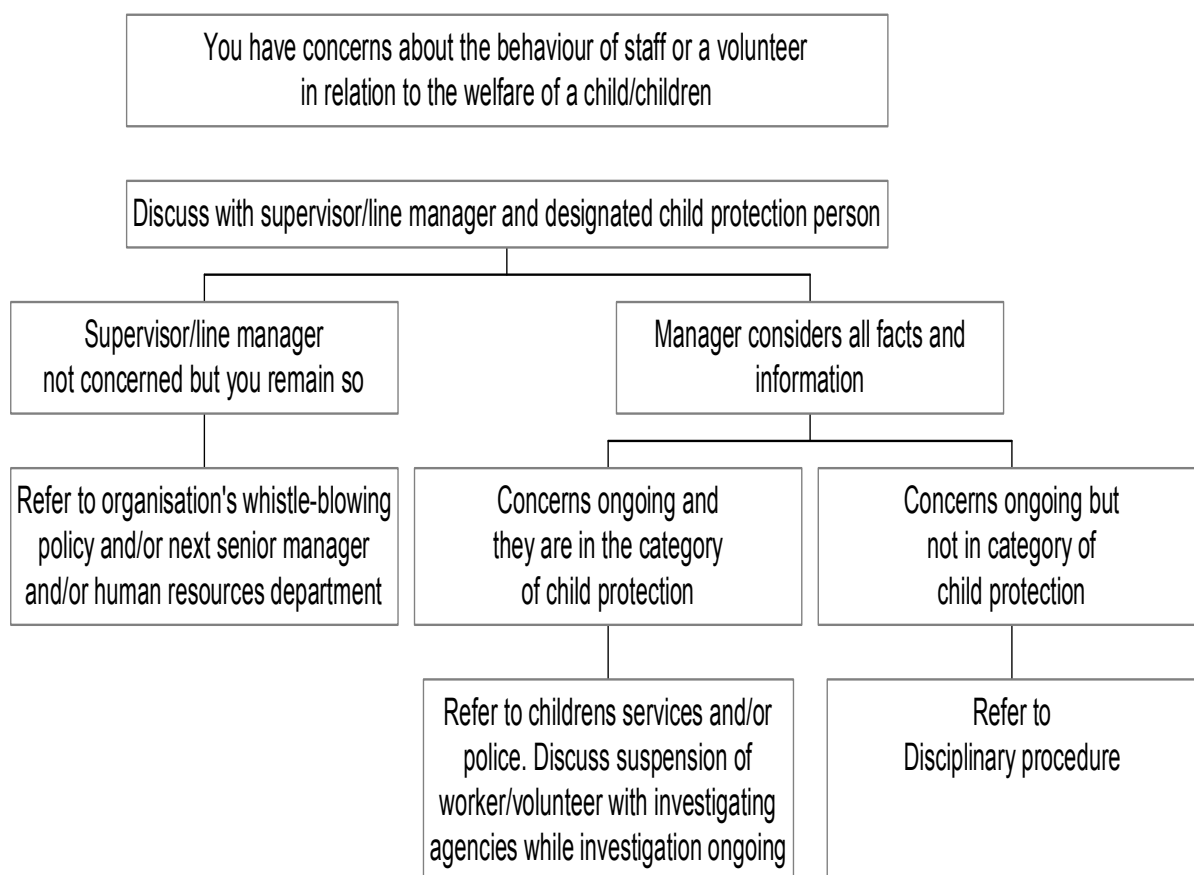 You have concerns about the behaviour of staff or a volunteer
in relation to the welfare of a child/children
Discuss with supervisor/line manager and designated child protection person
Supervisor/line manager
not concerned but you remain so
Manager considers all facts and
information
Refer to organisation's whistle-blowing
policy and/or next senior manager
and/or human resources department
Concerns ongoing and
they are in the category
of child protection
Concerns ongoing but
not in category of
child protection
Refer to childrens services and/or
police. Discuss suspension of
worker/volunteer with investigating
agencies while investigation ongoing
Refer to
Disciplinary procedure